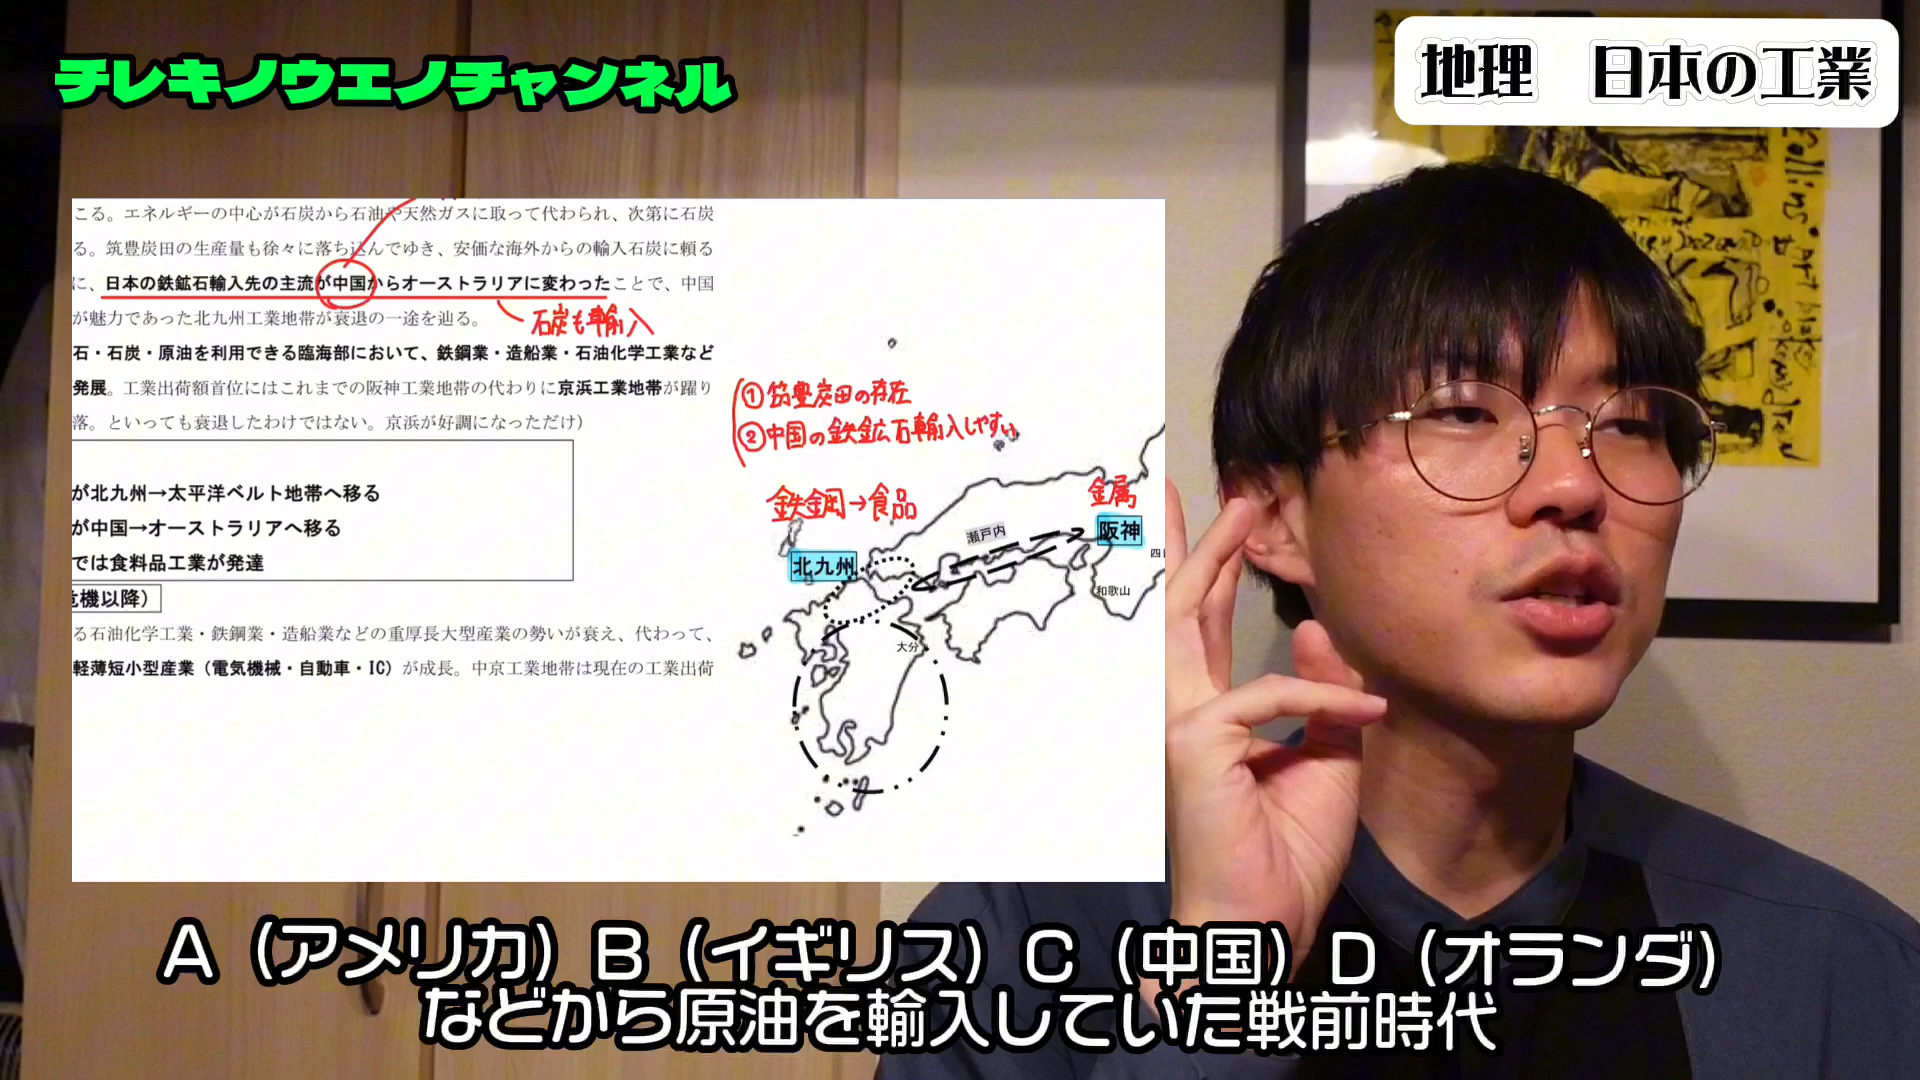 チレキノウエノチャンネル
地理 日本の工業
こる。エネルギーの中心が石炭から石油や天然ガスに取って代わられ、次第に石炭
る。筑豊炭田の生産量も徐々に落ち込んでゆき、安価な海外からの輸入石炭に頼る
に、日本の鉄鉱石輸入先の主流が中国からオーストラリアに変わったことで、中国
が魅力であった北九州工業地帯が衰退の一途を辿る。
石炭も輸入
石・石炭・原油を利用できる臨海部において、鉄鋼業・造船業・石油化学工業など
発展。工業出荷額首位にはこれまでの阪神工業地帯の代わりに京浜工業地帯が躍り
落。といっても衰退したわけではない。京浜が好調になっただけ）
が北九州→太平洋ベルト地帯へ移る
が中国→オーストラリアへ移る
では食料品工業が発達
危機以降）
る石油化学工業・鉄鋼業・造船業などの重厚長大型産業の勢いが衰え、代わって、
軽薄短小型産業（電気機械・自動車・IC）が成長。中京工業地帯は現在の工業出荷
①筑豊炭田の存在
②中国の鉄鉱石輸入しやすい
鉄鋼→食品
金属
阪神
瀬戸内
北九州
和歌山
大分
A（アメリカ）B（イギリス）C（中国）D（オランダ）
などから原油を輸入していた戦前時代